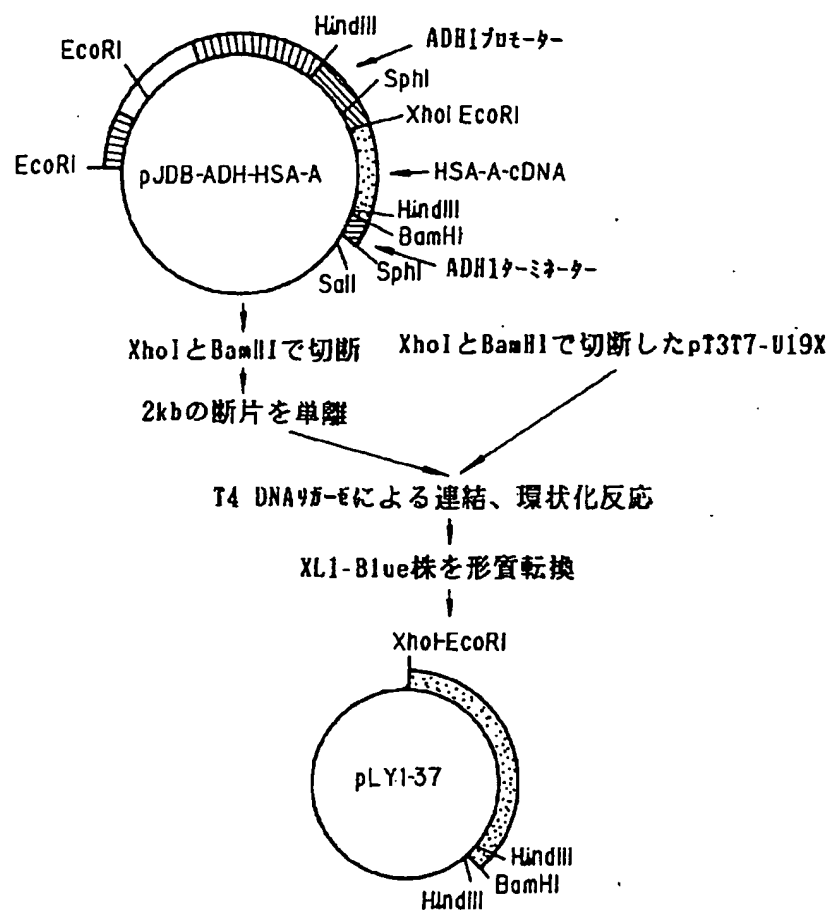 HindIII
ADH1プロモーター
EcoRI
SphI
XhoI EcoRI
EcoRI
pJDB-ADH-HSA-A
HSA-A-cDNA
HindIII
BamHI
SphI
ADH1ターミネーター
SalI
XhoIとBamHIで切断
XhoIとBamHIで切断したpT3T7-U19X
2kbの断片を単離
T4 DNAリガーゼによる連結、環状化反応
XL1-Blue株を形質転換
XhoI-EcoRI
pLY1-37
HindIII
BamHI
HindIII